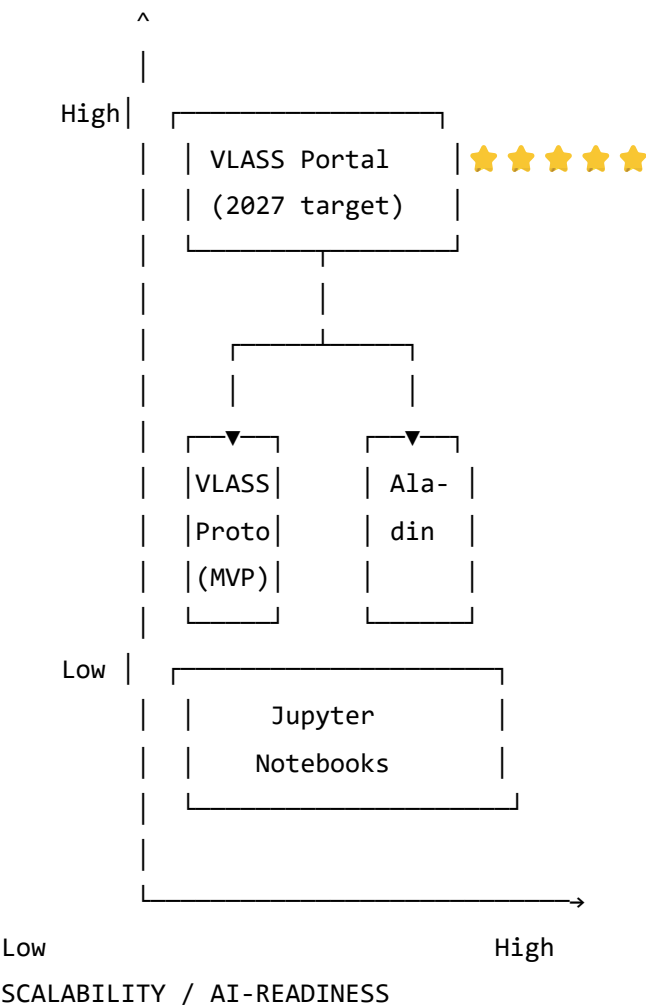 High
VLASS Portal
(2027 target)
VLASS Ala-
Proto din
(MVP)
Low
Jupyter
Notebooks
Low High
SCALABILITY / AI-READINESS